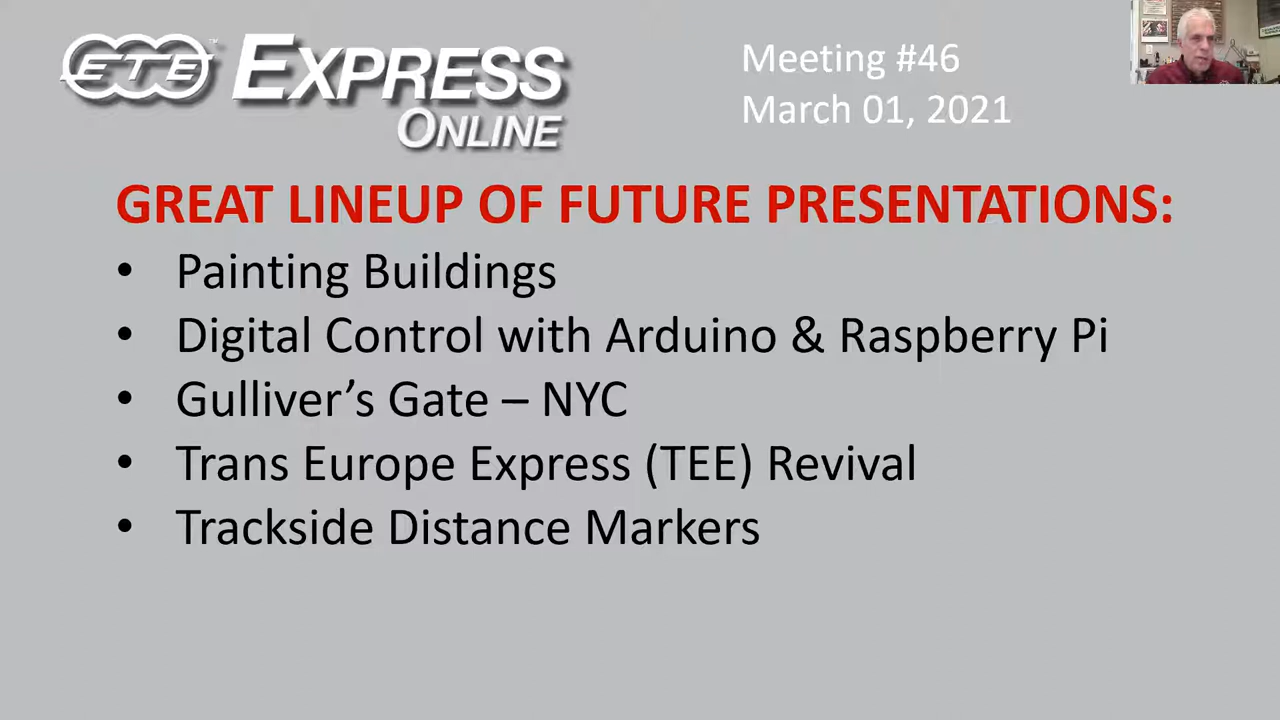 ETE™ EXPRESS
ONLINE
Meeting #46
March 01, 2021
GREAT LINEUP OF FUTURE PRESENTATIONS:
• Painting Buildings
• Digital Control with Arduino & Raspberry Pi
• Gulliver’s Gate – NYC
• Trans Europe Express (TEE) Revival
• Trackside Distance Markers